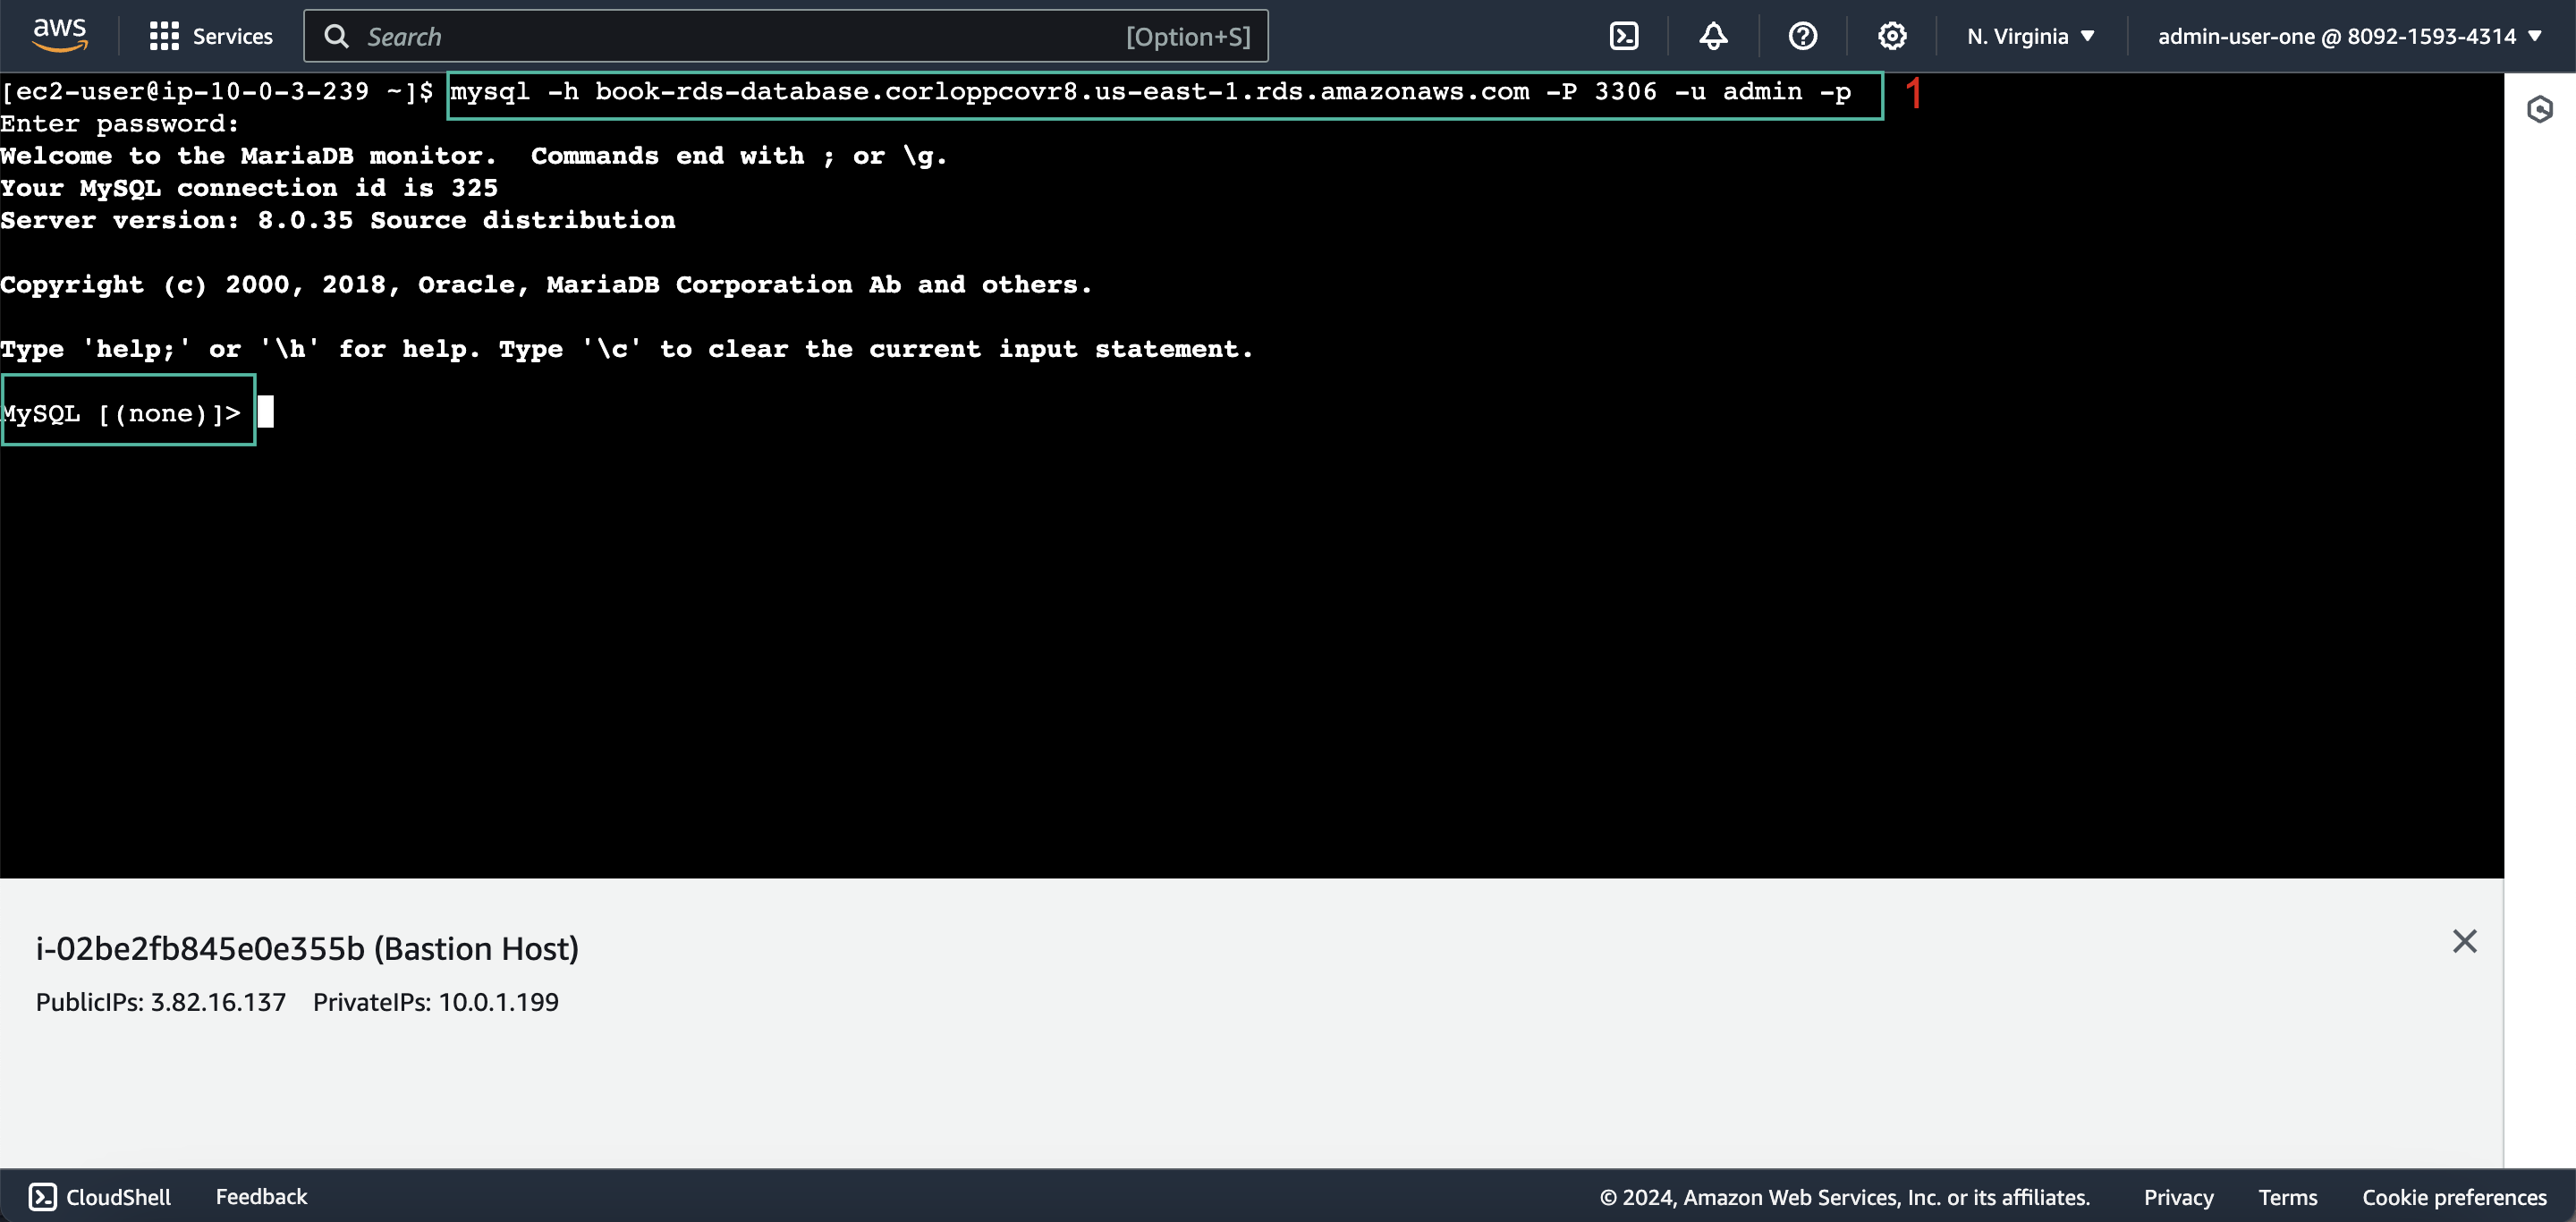 aws
Services
Search [Option+S]
N. Virginia ▼
admin-user-one @ 8092-1593-4314 ▼
[ec2-user@ip-10-0-3-239 ~]$ mysql -h book-rds-database.corloppcovr8.us-east-1.rds.amazonaws.com -P 3306 -u admin -p
1
Enter password:
Welcome to the MariaDB monitor.  Commands end with ; or \g.
Your MySQL connection id is 325
Server version: 8.0.35 Source distribution
Copyright (c) 2000, 2018, Oracle, MariaDB Corporation Ab and others.
Type 'help;' or '\h' for help. Type '\c' to clear the current input statement.
MySQL [(none)]>
i-02be2fb845e0e355b (Bastion Host)
PublicIPs: 3.82.16.137 PrivateIPs: 10.0.1.199
CloudShell Feedback © 2024, Amazon Web Services, Inc. or its affiliates. Privacy Terms Cookie preferences